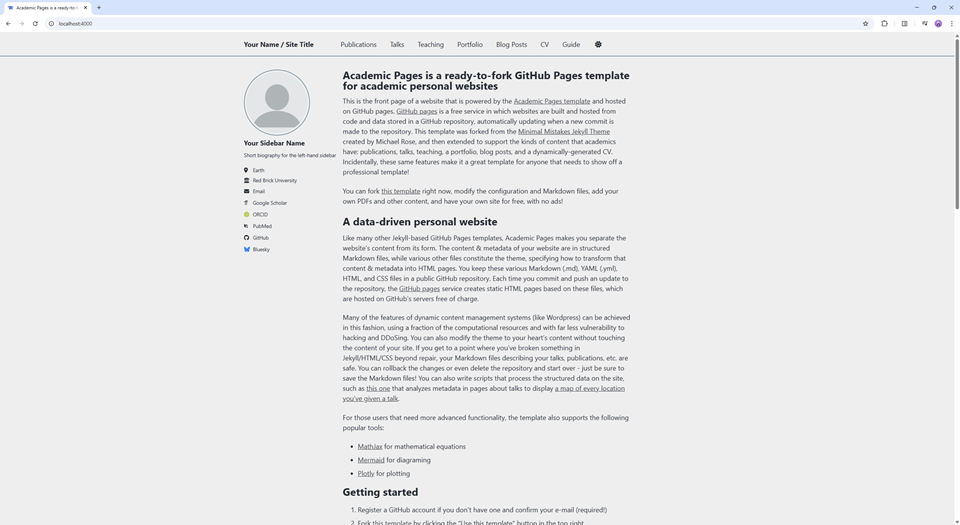 Academic Pages is a ready-to-f
localhost:4000
Your Name / Site Title
Publications
Talks
Teaching
Portfolio
Blog Posts
CV
Guide
Your Sidebar Name
Short biography for the left-hand sidebar
Earth
Red Brick University
Email
Google Scholar
ORCID
PubMed
GitHub
Bluesky
Academic Pages is a ready-to-fork GitHub Pages template
for academic personal websites
This is the front page of a website that is powered by the Academic Pages template and hosted
on GitHub pages. GitHub pages is a free service in which websites are built and hosted from
code and data stored in a GitHub repository, automatically updating when a new commit is
made to the repository. This template was forked from the Minimal Mistakes Jekyll Theme
created by Michael Rose, and then extended to support the kinds of content that academics
have: publications, talks, teaching, a portfolio, blog posts, and a dynamically-generated CV.
Incidentally, these same features make it a great template for anyone that needs to show off a
professional template!
You can fork this template right now, modify the configuration and Markdown files, add your
own PDFs and other content, and have your own site for free, with no ads!
A data-driven personal website
Like many other Jekyll-based GitHub Pages templates, Academic Pages makes you separate the
website's content from its form. The content & metadata of your website are in structured
Markdown files, while various other files constitute the theme, specifying how to transform that
content & metadata into HTML pages. You keep these various Markdown (.md), YAML (.yml),
HTML, and CSS files in a public GitHub repository. Each time you commit and push an update to
the repository, the GitHub pages service creates static HTML pages based on these files, which
are hosted on GitHub's servers free of charge.
Many of the features of dynamic content management systems (like Wordpress) can be achieved
in this fashion, using a fraction of the computational resources and with far less vulnerability to
hacking and DDoSing. You can also modify the theme to your heart's content without touching
the content of your site. If you get to a point where you've broken something in
Jekyll/HTML/CSS beyond repair, your Markdown files describing your talks, publications, etc. are
safe. You can rollback the changes or even delete the repository and start over - just be sure to
save the Markdown files! You can also write scripts that process the structured data on the site,
such as this one that analyzes metadata in pages about talks to display a map of every location
you've given a talk.
For those users that need more advanced functionality, the template also supports the following
popular tools:
• MathJax for mathematical equations
• Mermaid for diagraming
• Plotly for plotting
Getting started
1. Register a GitHub account if you don't have one and confirm your e-mail (required!)
2. Fork this template by clicking the "Use this template" button in the top right.